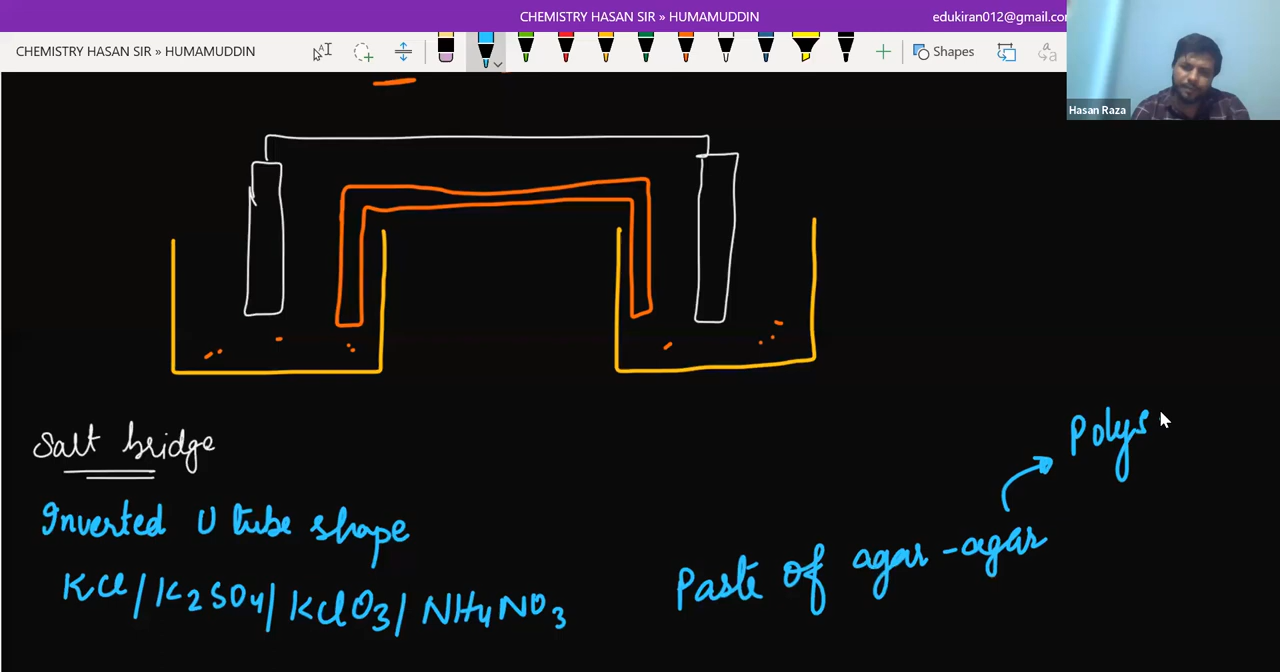 CHEMISTRY HASAN SIR » HUMAMUDDIN
edukiran012@gmail.co
CHEMISTRY HASAN SIR » HUMAMUDDIN
Shapes
Hasan Raza
Salt bridge
Inverted U tube shape
KCl/K2SO4/KClO3/NH4NO3
Polys
Paste of agar-agar